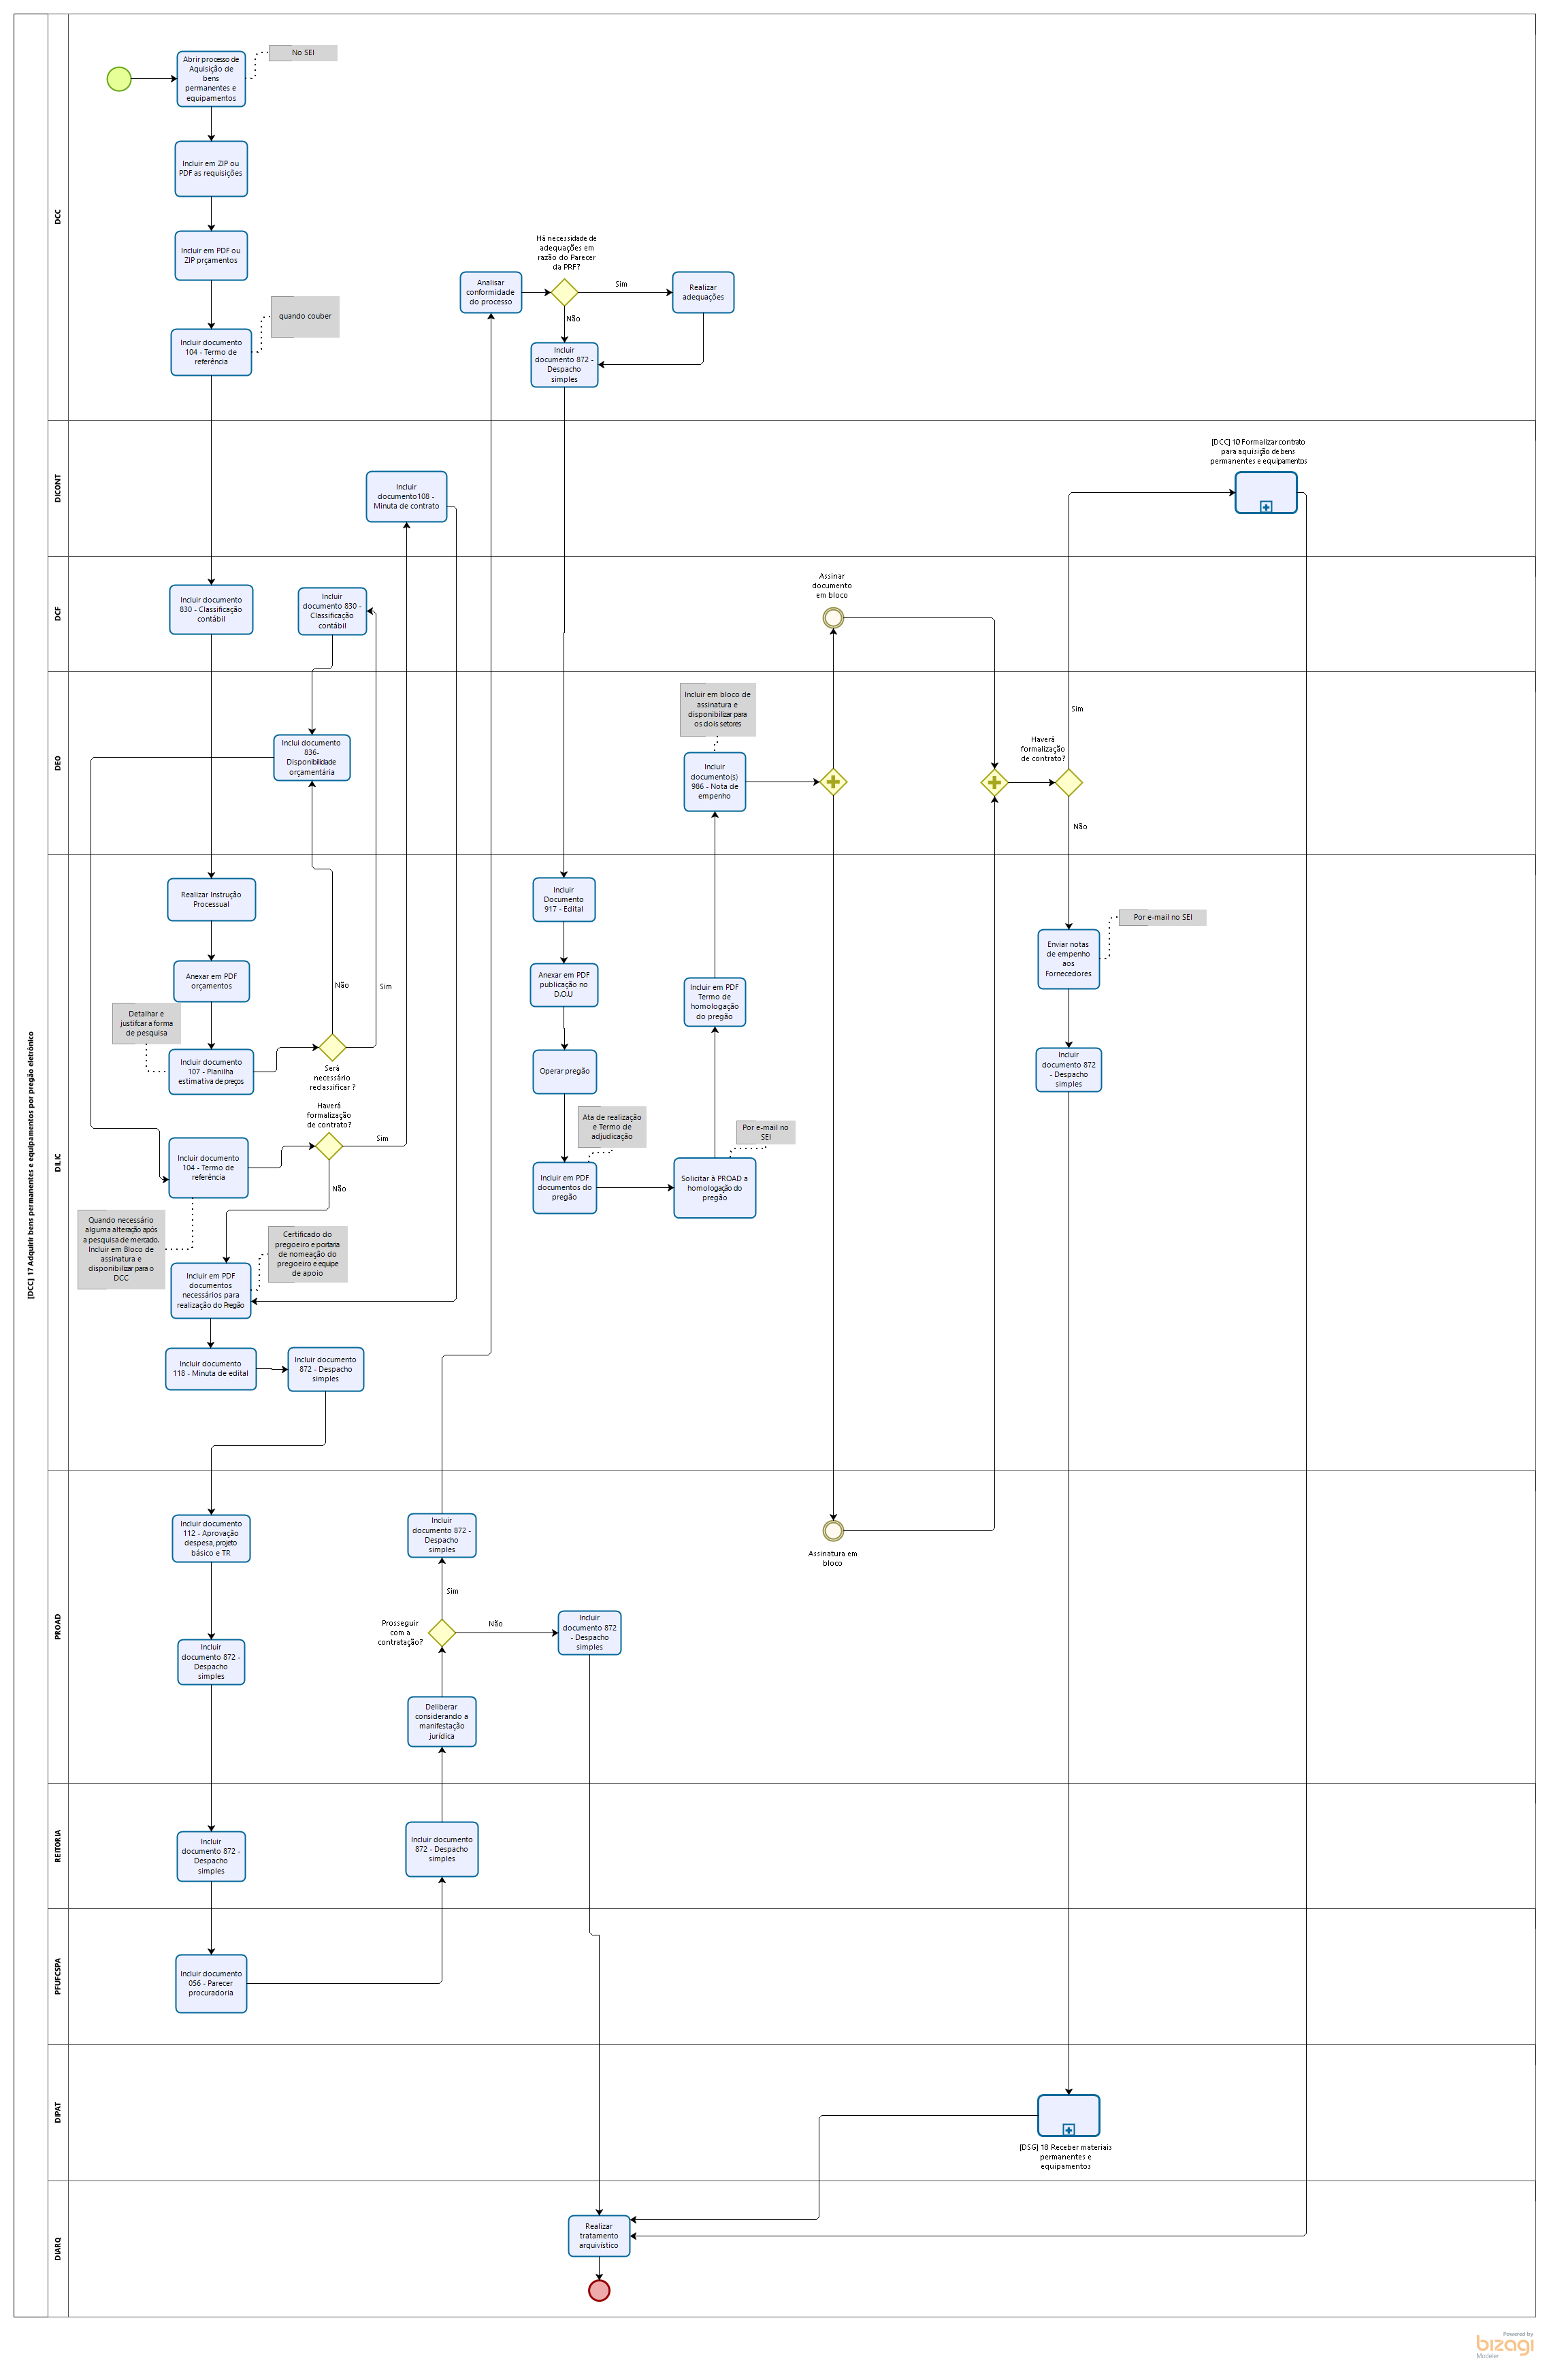 [DCC] 17 Adquirir bens permanentes e equipamentos por pregão eletrônico
DCC
Abrir processo de
Aquisição de
bens
permanentes e
equipamentos
No SEI
Incluir em ZIP ou
PDF as requisições
Incluir em PDF ou
ZIP prçamentos
Incluir documento
104 - Termo de
referência
quando couber
Analisar
conformidade
do processo
Há necessidade de
adequações em
razão do Parecer
da PRF?
Sim
Não
Realizar
adequações
Incluir
documento 872 -
Despacho
simples
DICONT
Incluir
documento108 -
Minuta de contrato
[DCC] 10 Formalizar contrato
para aquisição de bens
permanentes e equipamentos
DCF
Incluir documento
830 - Classificação
contábil
Incluir
documento 830 -
Classificação
contábil
Assinar
documento
em bloco
DEO
Inclui documento
836-
Disponibilidade
orçamentária
Incluir em bloco de
assinatura e
disponibilizar para
os dois setores
Incluir
documento(s)
986 - Nota de
empenho
Haverá
formalização
de contrato?
Sim
Não
DILIC
Realizar Instrução
Processual
Anexar em PDF
orçamentos
Detalhar e
justifcar a forma
de pesquisa
Incluir documento
107 - Planilha
estimativa de preços
Não
Sim
Será
necessário
reclassificar ?
Haverá
formalização
de contrato?
Sim
Não
Incluir documento
104 - Termo de
referência
Quando necessário
alguma alteração após
a pesquisa de mercado.
Incluir em Bloco de
assinatura e
disponibilizar para o
DCC
Certificado do
pregoeiro e portaria
de nomeação do
pregoeiro e equipe
de apoio
Incluir em PDF
documentos
necessários para
realização do Pregão
Incluir documento
118 - Minuta de edital
Incluir documento
872 - Despacho
simples
Incluir
Documento
917 - Edital
Anexar em PDF
publicação no
D.O.U
Operar pregão
Ata de realização
e Termo de
adjudicação
Incluir em PDF
documentos do
pregão
Por e-mail no
SEI
Solicitar à PROAD a
homologação do
pregão
Incluir em PDF
Termo de
homologação
do pregão
Por e-mail no SEI
Enviar notas
de empenho
aos
Fornecedores
Incluir
documento 872
- Despacho
simples
PROAD
Incluir documento
112 - Aprovação
despesa, projeto
básico e TR
Incluir
documento 872 -
Despacho
simples
Incluir
documento 872 -
Despacho
simples
Sim
Prosseguir
com a
contratação?
Não
Incluir
documento 872
- Despacho
simples
Deliberar
considerando a
manifestação
jurídica
Assinatura em
bloco
REITORIA
Incluir
documento 872 -
Despacho
simples
Incluir documento
872 - Despacho
simples
PFUFCSPA
Incluir documento
056 - Parecer
procuradoria
DIPAT
[DSG] 18 Receber materiais
permanentes e
equipamentos
DIARQ
Realizar
tratamento
arquivístico
Powered by
bizagi
Modeler